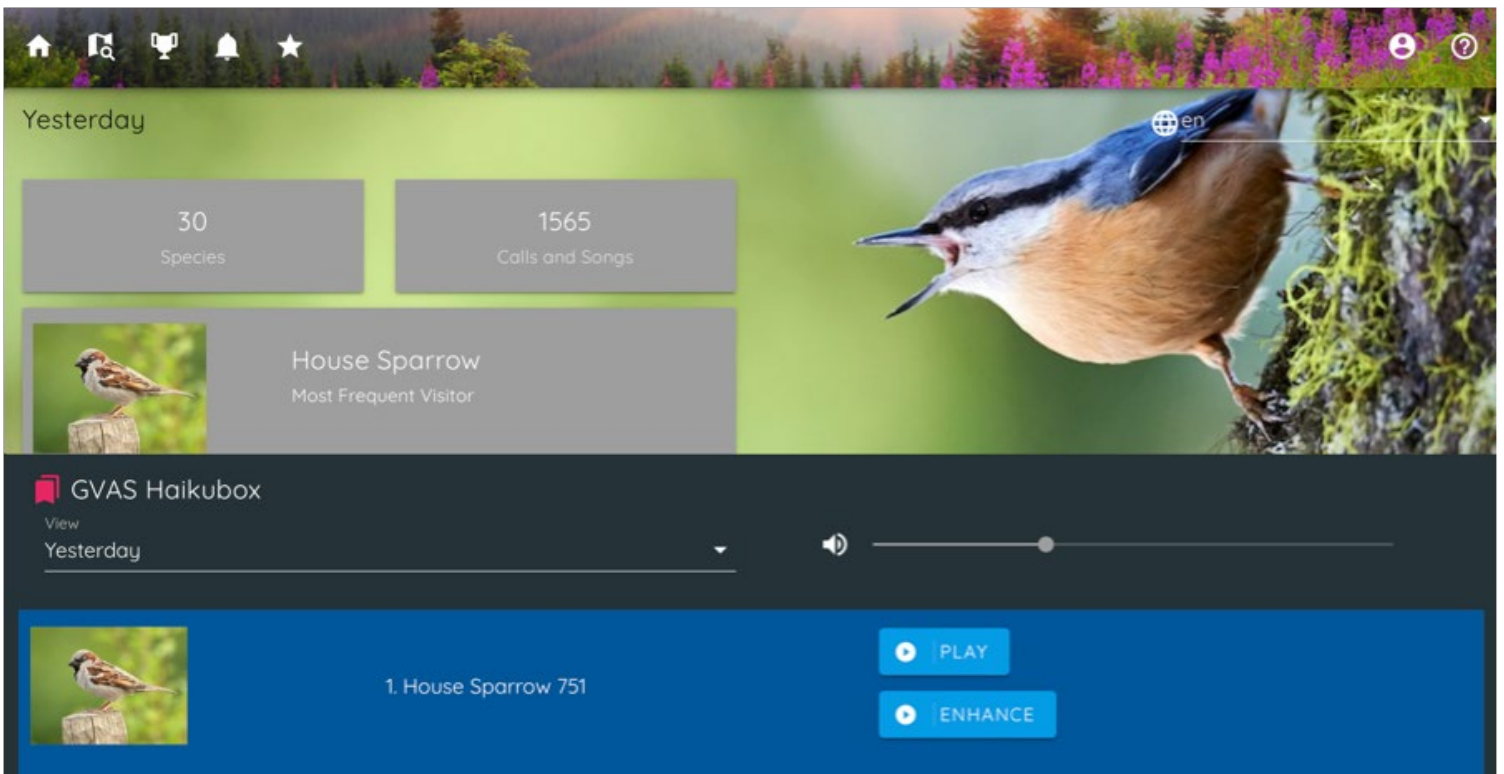 Yesterday
en
30
Species
1565
Calls and Songs
House Sparrow
Most Frequent Visitor
GVAS Haikubox
View
Yesterday
1. House Sparrow 751
PLAY
ENHANCE